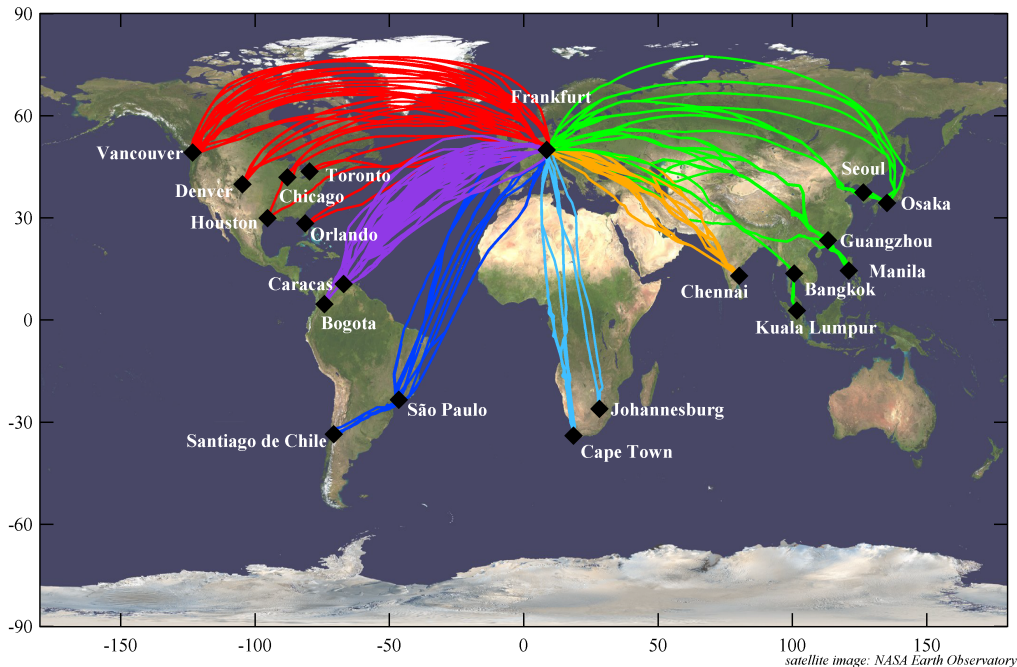 90
60
30
0
-30
-60
-90
Frankfurt
Vancouver
Seoul
Toronto
Denver
Chicago
Osaka
Houston
Orlando
Guangzhou
Manila
Caracas
Chennai
Bangkok
Bogota
Kuala Lumpur
São Paulo
Johannesburg
Santiago de Chile
Cape Town
-150
-100
-50
0
50
100
150
satellite image: NASA Earth Observatory